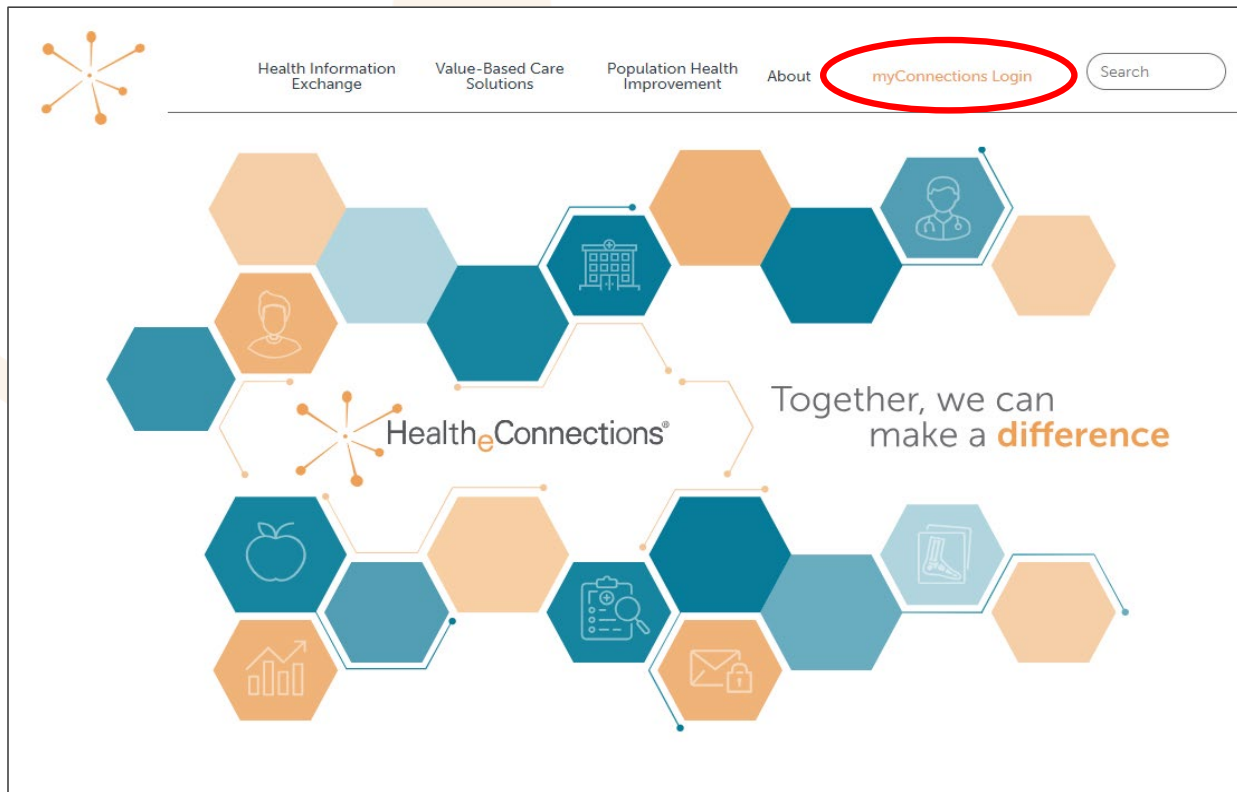 Health Information
Exchange
Value-Based Care
Solutions
Population Health
Improvement
About
myConnections Login
Search
HealtheConnections®
Together, we can
make a difference